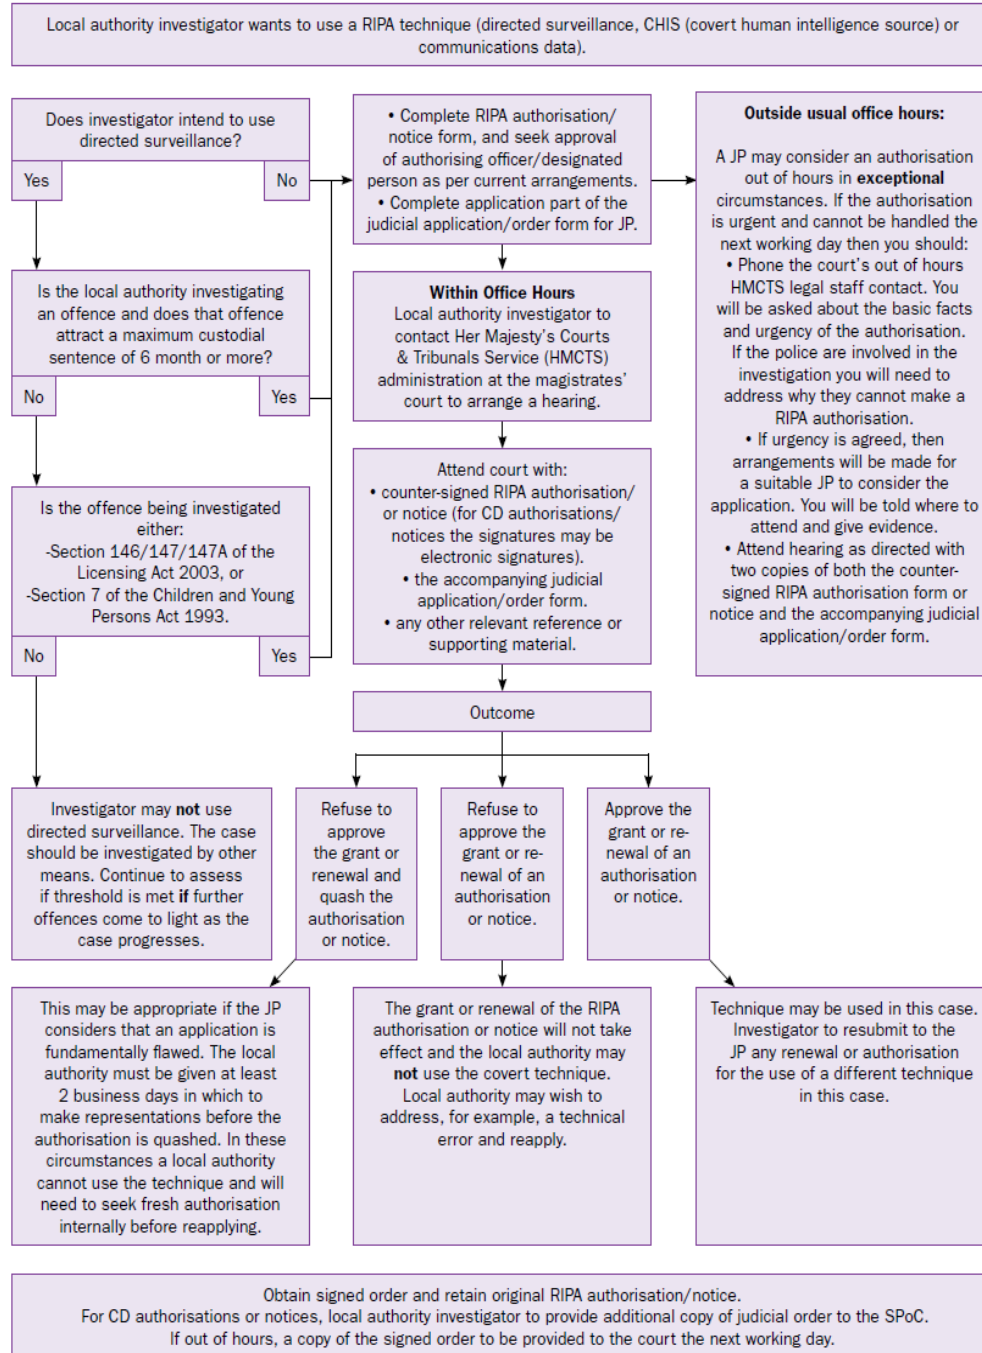 Local authority investigator wants to use a RIPA technique (directed surveillance, CHIS (covert human intelligence source) or
communications data).
Does investigator intend to use
directed surveillance?
Yes
No
• Complete RIPA authorisation/
notice form, and seek approval
of authorising officer/designated
person as per current arrangements.
• Complete application part of the
judicial application/order form for JP.
Outside usual office hours:
A JP may consider an authorisation
out of hours in exceptional
circumstances. If the authorisation
is urgent and cannot be handled the
next working day then you should:
• Phone the court's out of hours
HMCTS legal staff contact. You
will be asked about the basic facts
and urgency of the authorisation.
If the police are involved in the
investigation you will need to
address why they cannot make a
RIPA authorisation.
• If urgency is agreed, then
arrangements will be made for
a suitable JP to consider the
application. You will be told where to
attend and give evidence.
• Attend hearing as directed with
two copies of both the counter-
signed RIPA authorisation form or
notice and the accompanying judicial
application/order form.
Is the local authority investigating
an offence and does that offence
attract a maximum custodial
sentence of 6 month or more?
No
Yes
Within Office Hours
Local authority investigator to
contact Her Majesty's Courts
& Tribunals Service (HMCTS)
administration at the magistrates'
court to arrange a hearing.
Is the offence being investigated
either:
-Section 146/147/147A of the
Licensing Act 2003, or
-Section 7 of the Children and Young
Persons Act 1993.
No
Yes
Attend court with:
• counter-signed RIPA authorisation/
or notice (for CD authorisations/
notices the signatures may be
electronic signatures).
• the accompanying judicial
application/order form.
• any other relevant reference or
supporting material.
Outcome
Investigator may not use
directed surveillance. The case
should be investigated by other
means. Continue to assess
if threshold is met if further
offences come to light as the
case progresses.
Refuse to
approve
the grant or
renewal and
quash the
authorisation
or notice.
Refuse to
approve the
grant or re-
newal of an
authorisation
or notice.
Approve the
grant or re-
newal of an
authorisation
or notice.
This may be appropriate if the JP
considers that an application is
fundamentally flawed. The local
authority must be given at least
2 business days in which to
make representations before the
authorisation is quashed. In these
circumstances a local authority
cannot use the technique and will
need to seek fresh authorisation
internally before reapplying.
The grant or renewal of the RIPA
authorisation or notice will not take
effect and the local authority may
not use the covert technique.
Local authority may wish to
address, for example, a technical
error and reapply.
Technique may be used in this case.
Investigator to resubmit to the
JP any renewal or authorisation
for the use of a different technique
in this case.
Obtain signed order and retain original RIPA authorisation/notice.
For CD authorisations or notices, local authority investigator to provide additional copy of judicial order to the SPoC.
If out of hours, a copy of the signed order to be provided to the court the next working day.